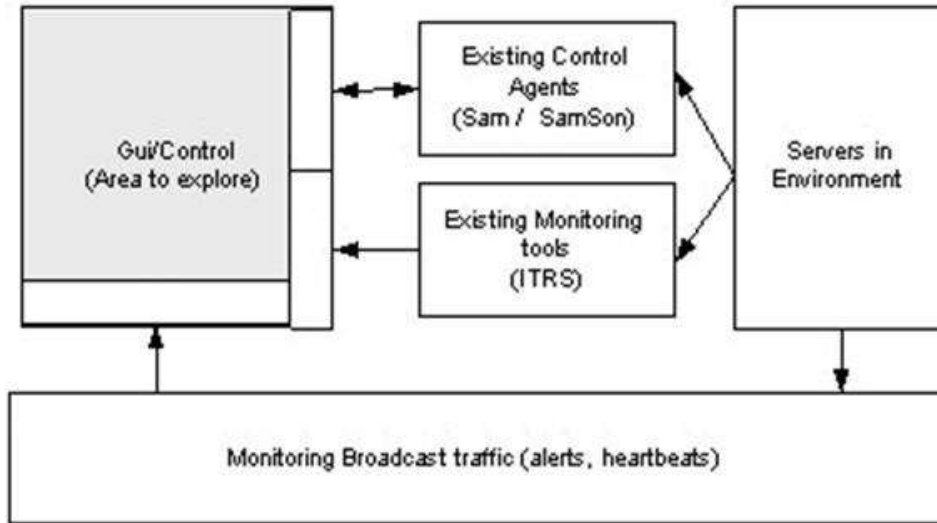 Gui/Control
(Area to explore)
Existing Control
Agents
(Sam / SamSon)
Existing Monitoring
tools
(ITRS)
Servers in
Environment
Monitoring Broadcast traffic (alerts, heartbeats)